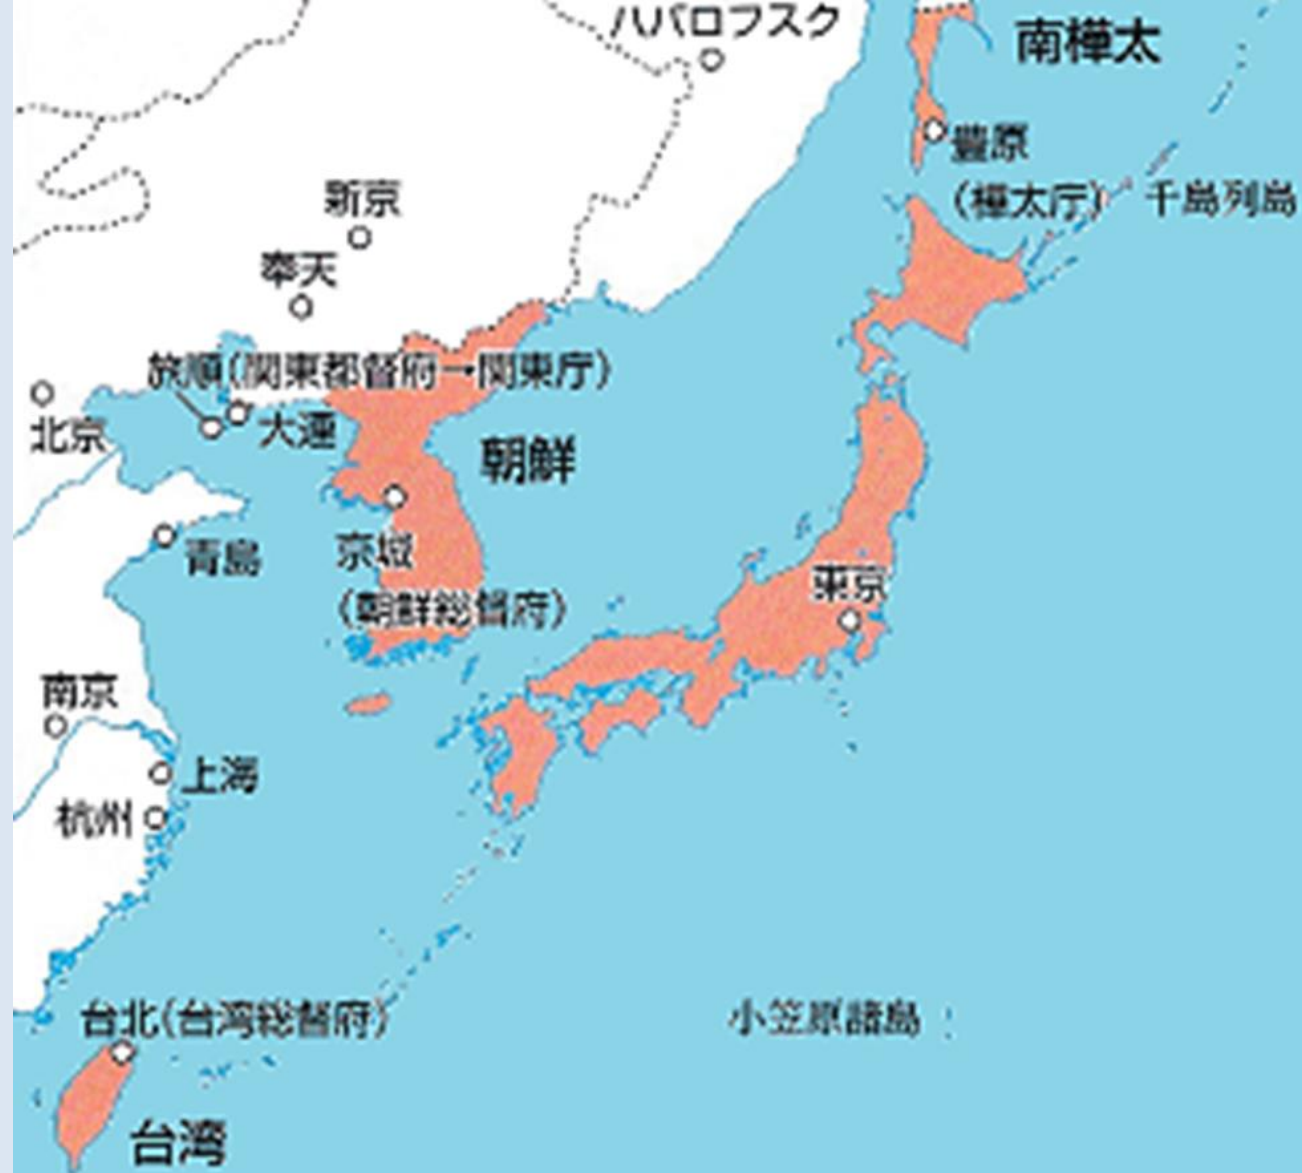 ハバロフスク
南樺太
豊原
(樺太庁)
千島列島
新京
奉天
旅順(関東都督府→関東庁)
北京
大連
朝鮮
青島
京城
(朝鮮総督府)
東京
南京
上海
杭州
台北(台湾総督府)
小笠原諸島
台湾